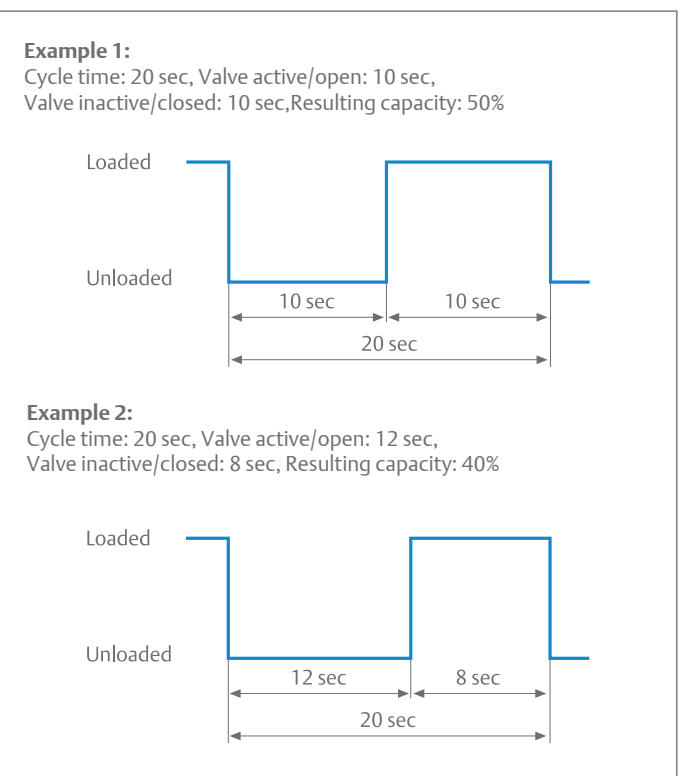 Example 1:
Cycle time: 20 sec, Valve active/open: 10 sec,
Valve inactive/closed: 10 sec,Resulting capacity: 50%
Loaded
Unloaded
10 sec 10 sec
20 sec
Example 2:
Cycle time: 20 sec, Valve active/open: 12 sec,
Valve inactive/closed: 8 sec, Resulting capacity: 40%
Loaded
Unloaded
12 sec 8 sec
20 sec